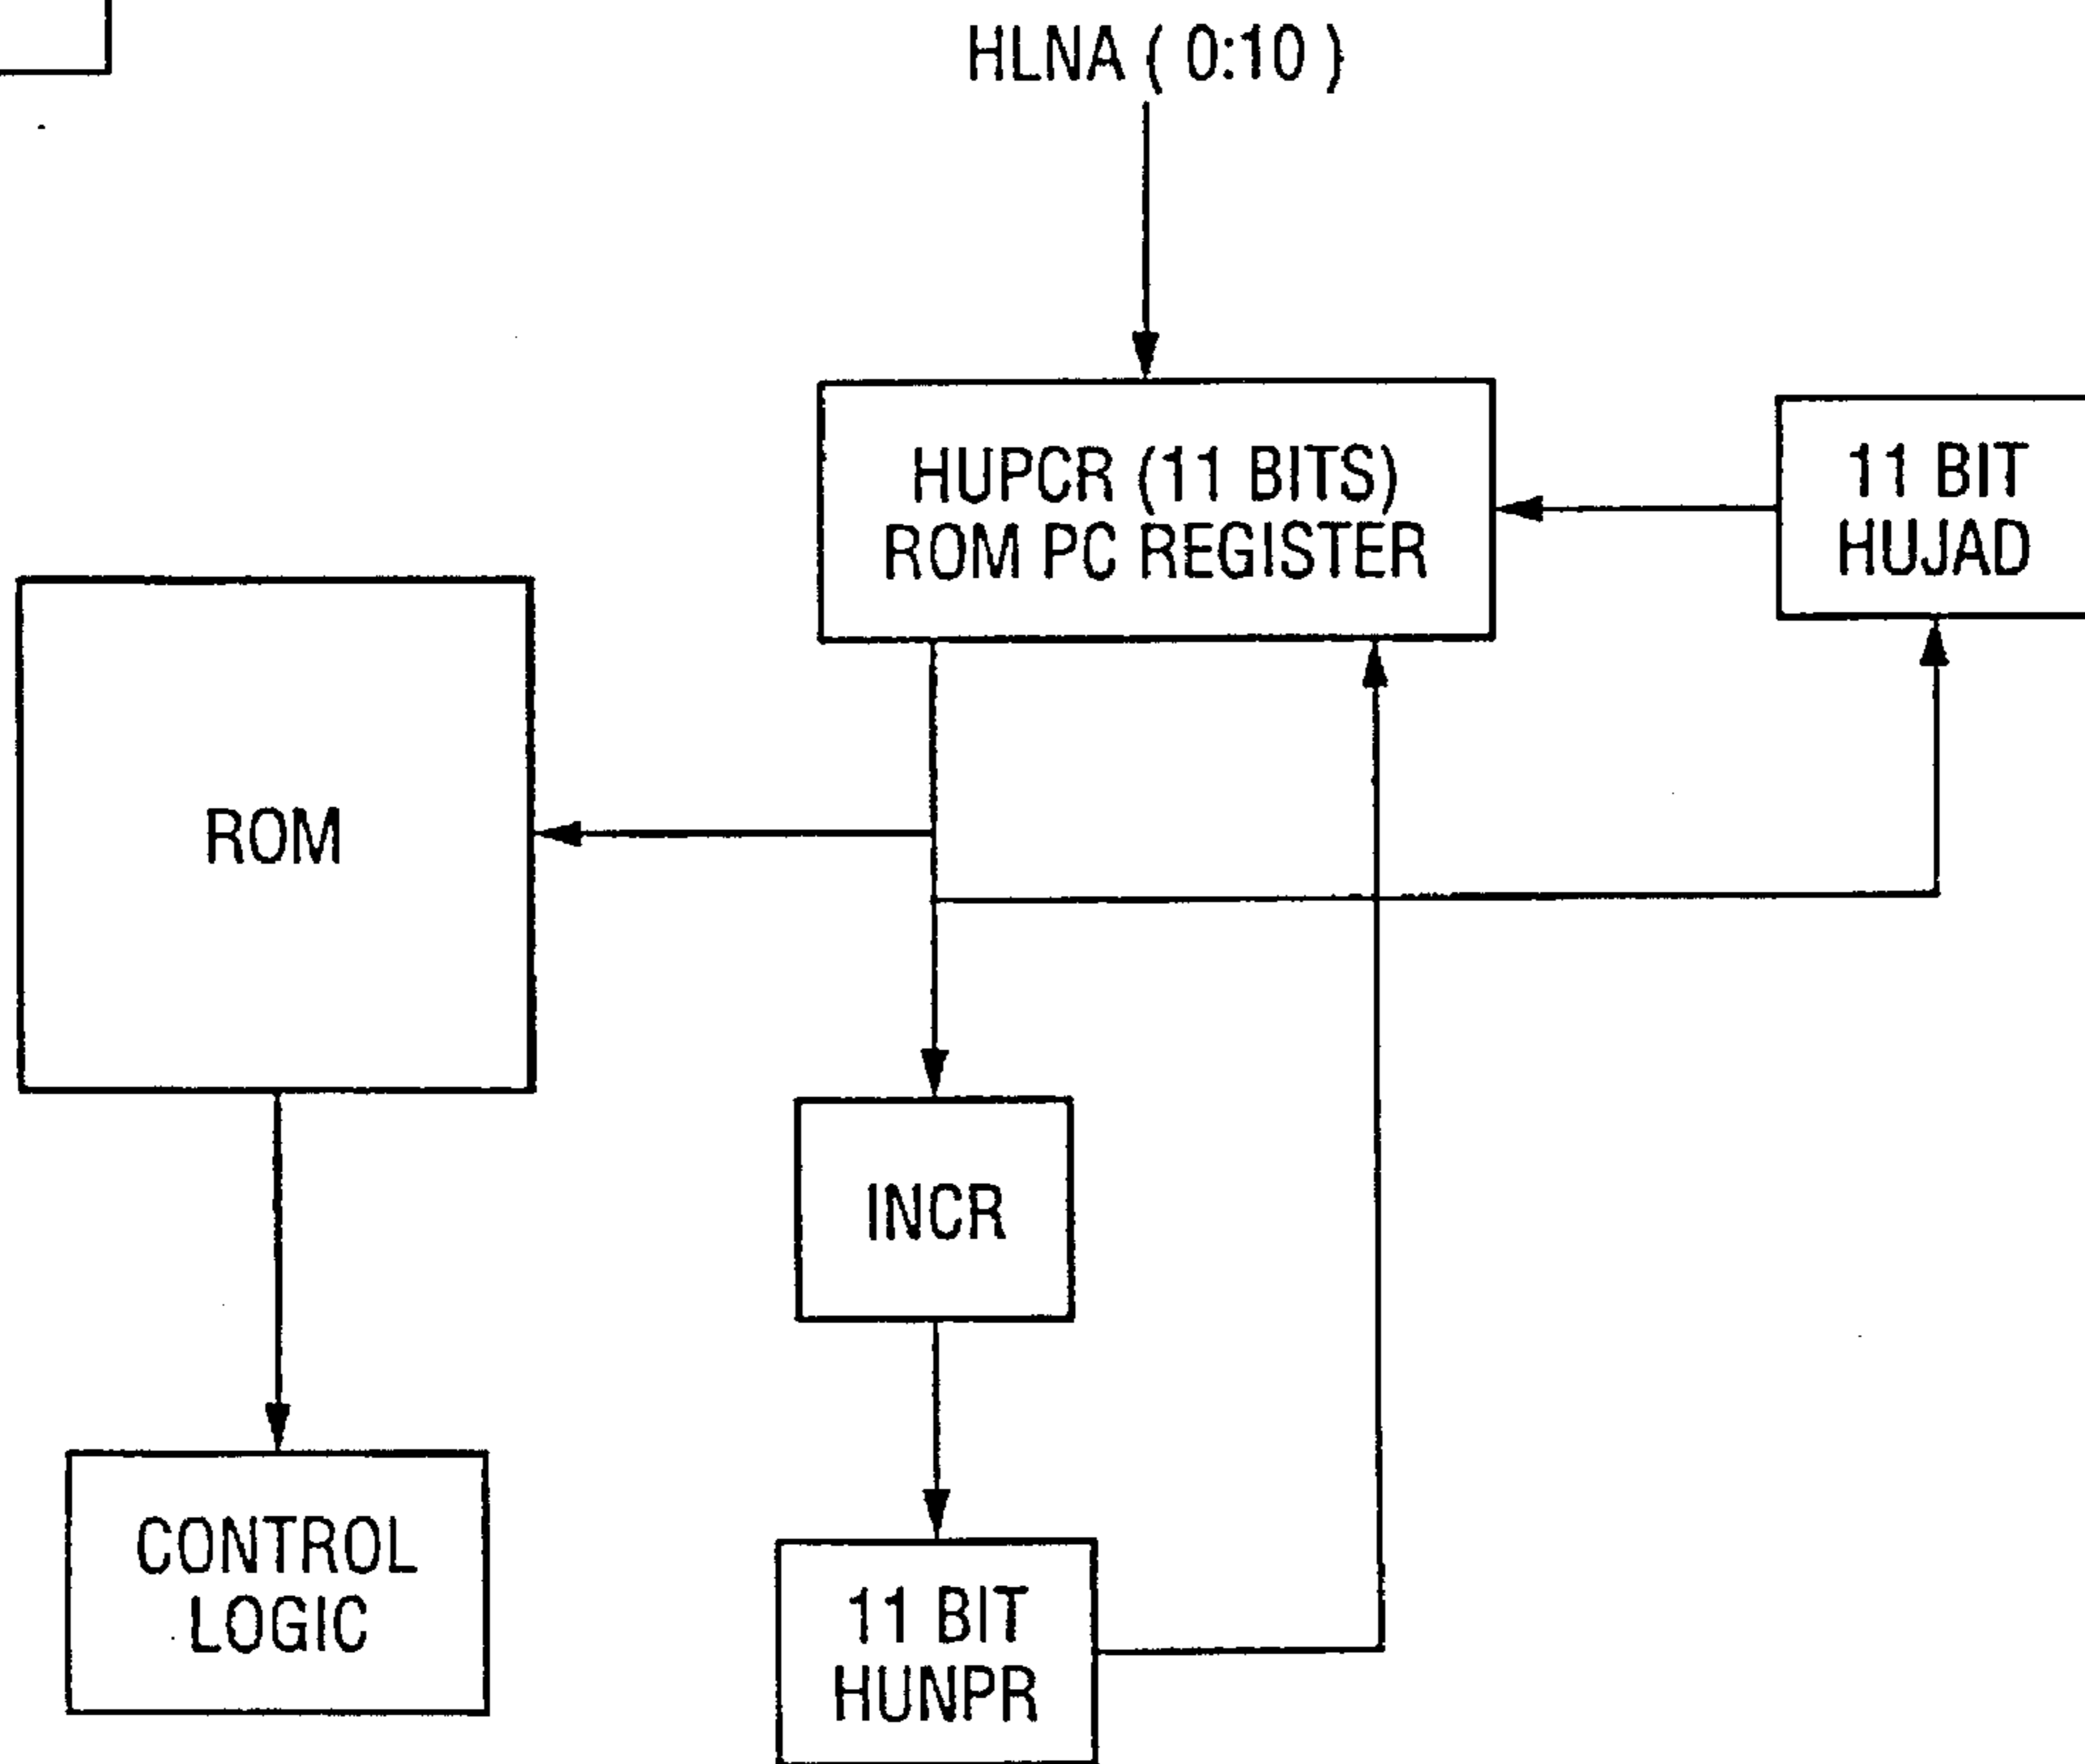 HLNA ( 0:10 )
HUPCR (11 BITS)
ROM PC REGISTER
11 BIT
HUJAD
ROM
INCR
CONTROL
LOGIC
11 BIT
HUNPR